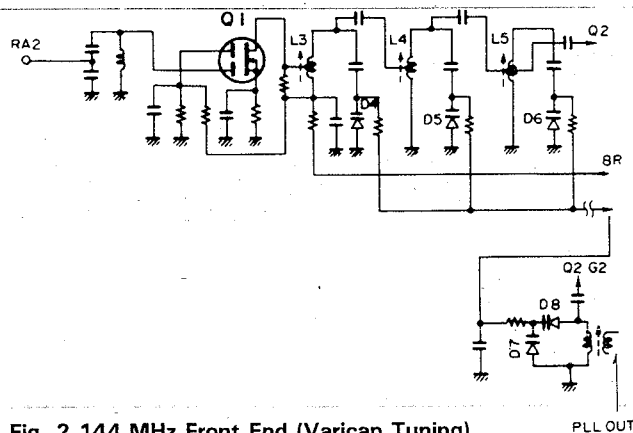 Q1
RA2
L3
L4
L5
Q2
D4
D5
D6
8R
Q2 G2
D8
D7
PLL OUT
Fig. 2 144 MHz Front End (Varicap Tuning)